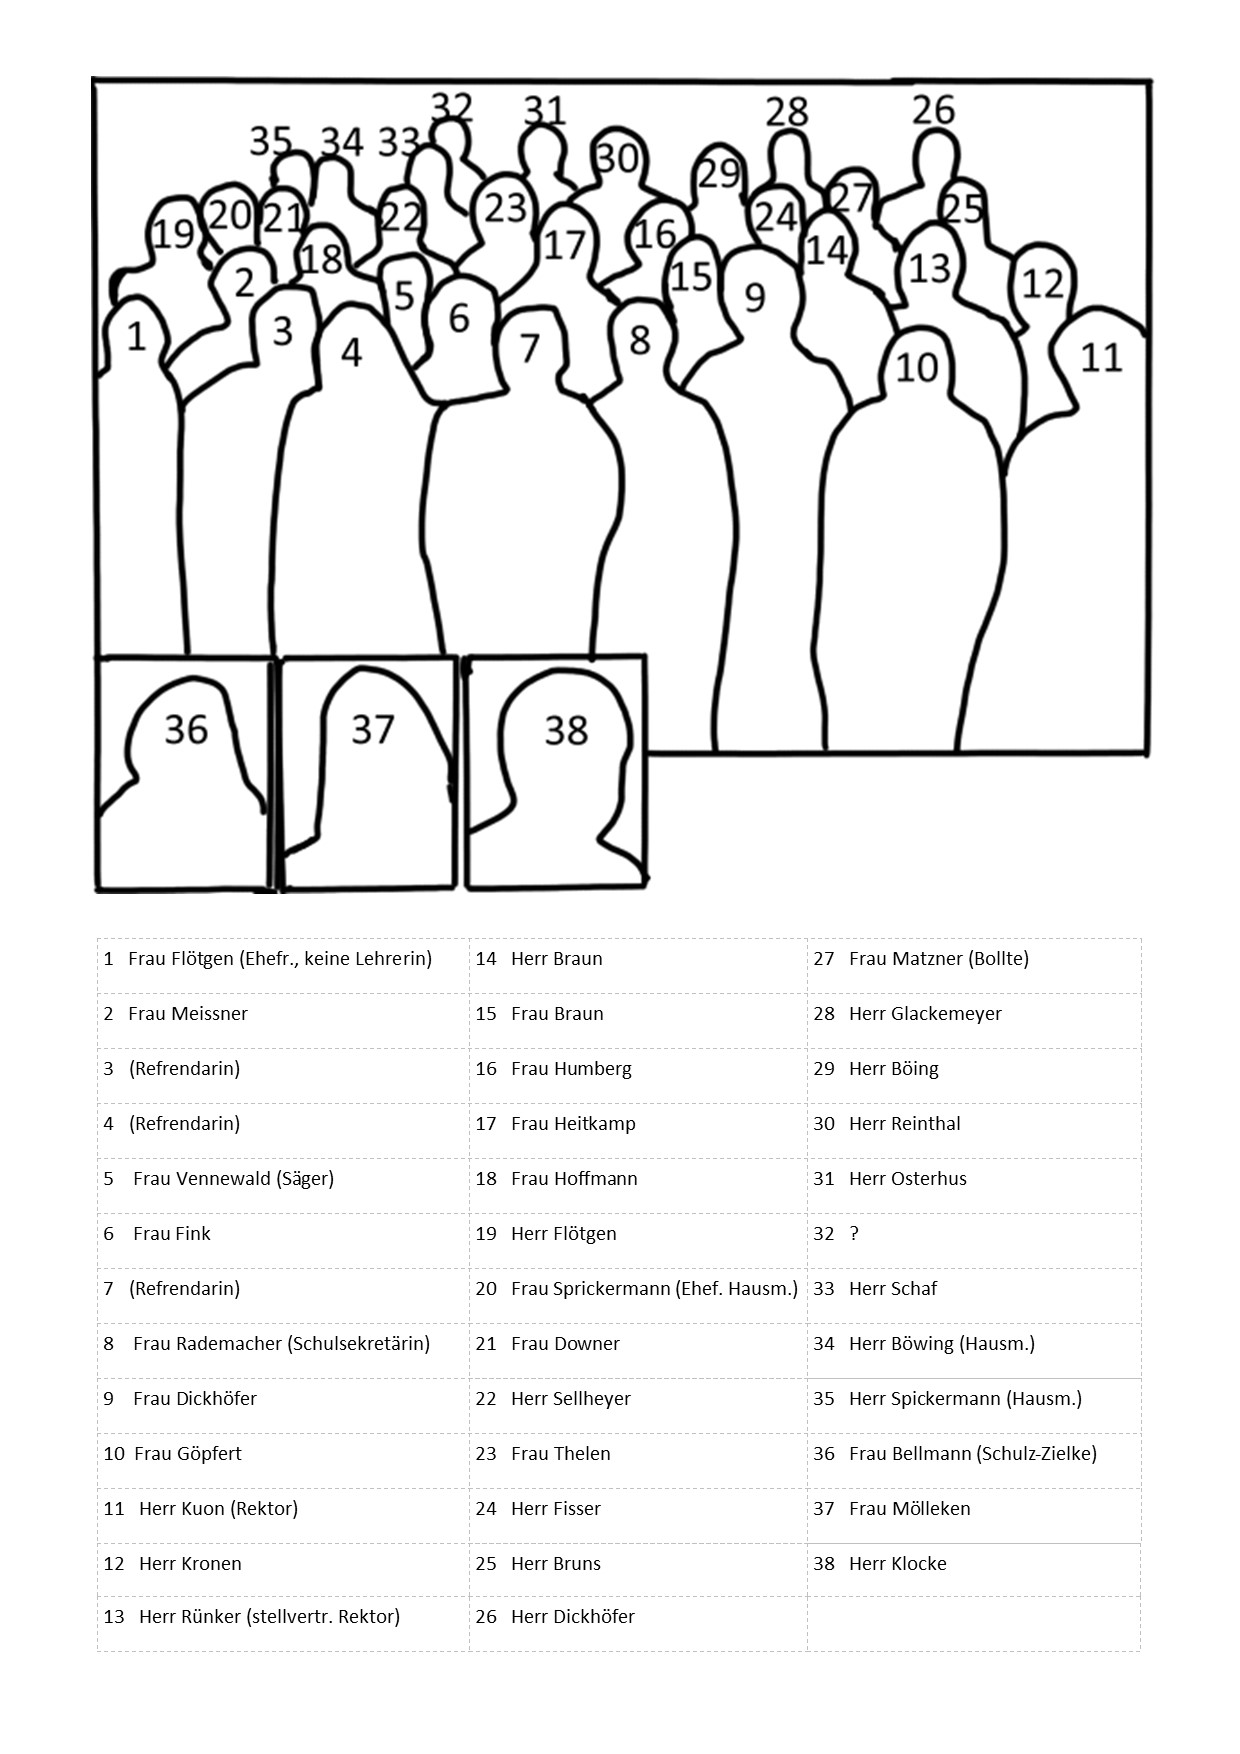 32 31 28 26
35 34 33 30 29
20 21 22 23 24 27 25
19 18 17 16 14
2 5 15 9 13 12
1 3 4 6 7 8 10 11
36 37 38
1 Frau Flötgen (Ehefr., keine Lehrerin)
2 Frau Meissner
3 (Refrendarin)
4 (Refrendarin)
5 Frau Vennewald (Säger)
6 Frau Fink
7 (Refrendarin)
8 Frau Rademacher (Schulsekretärin)
9 Frau Dickhöfer
10 Frau Göpfert
11 Herr Kuon (Rektor)
12 Herr Kronen
13 Herr Rünker (stellvertr. Rektor)
14 Herr Braun
15 Frau Braun
16 Frau Humberg
17 Frau Heitkamp
18 Frau Hoffmann
19 Herr Flötgen
20 Frau Sprickermann (Ehef. Hausm.)
21 Frau Downer
22 Herr Sellheyer
23 Frau Thelen
24 Herr Fisser
25 Herr Bruns
26 Herr Dickhöfer
27 Frau Matzner (Bollte)
28 Herr Glackemeyer
29 Herr Böing
30 Herr Reinthal
31 Herr Osterhus
32 ?
33 Herr Schaf
34 Herr Böwing (Hausm.)
35 Herr Spickermann (Hausm.)
36 Frau Bellmann (Schulz-Zielke)
37 Frau Mölleken
38 Herr Klocke